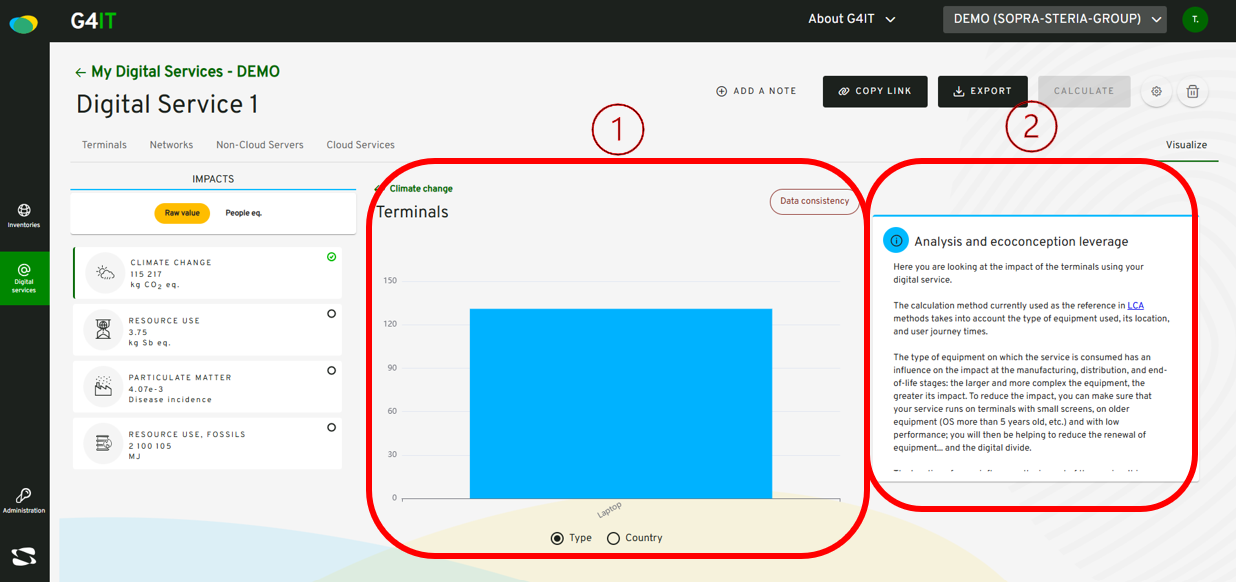 G4IT
About G4IT
DEMO (SOPRA-STERIA-GROUP)
T.
← My Digital Services - DEMO
Digital Service 1
ADD A NOTE
COPY LINK
EXPORT
CALCULATE
1
2
Terminals
Networks
Non-Cloud Servers
Cloud Services
Visualize
Inventories
Digital
services
Administration
IMPACTS
Raw value
People eq.
CLIMATE CHANGE
115 217
kg CO₂ eq.
RESOURCE USE
3.75
kg Sb eq.
PARTICULATE MATTER
4.07e-3
Disease incidence
RESOURCE USE, FOSSILS
2 100 105
MJ
Climate change
Terminals
Data consistency
150
120
90
60
30
0
Laptop
Type
Country
Analysis and ecoconception leverage
Here you are looking at the impact of the terminals using your
digital service.
The calculation method currently used as the reference in LCA
methods takes into account the type of equipment used, its location,
and user journey times.
The type of equipment on which the service is consumed has an
influence on the impact at the manufacturing, distribution, and end-
of-life stages: the larger and more complex the equipment, the
greater its impact. To reduce the impact, you can make sure that
your service runs on terminals with small screens, on older
equipment (OS more than 5 years old, etc.) and with low
performance; you will then be helping to reduce the renewal of
equipment... and the digital divide.